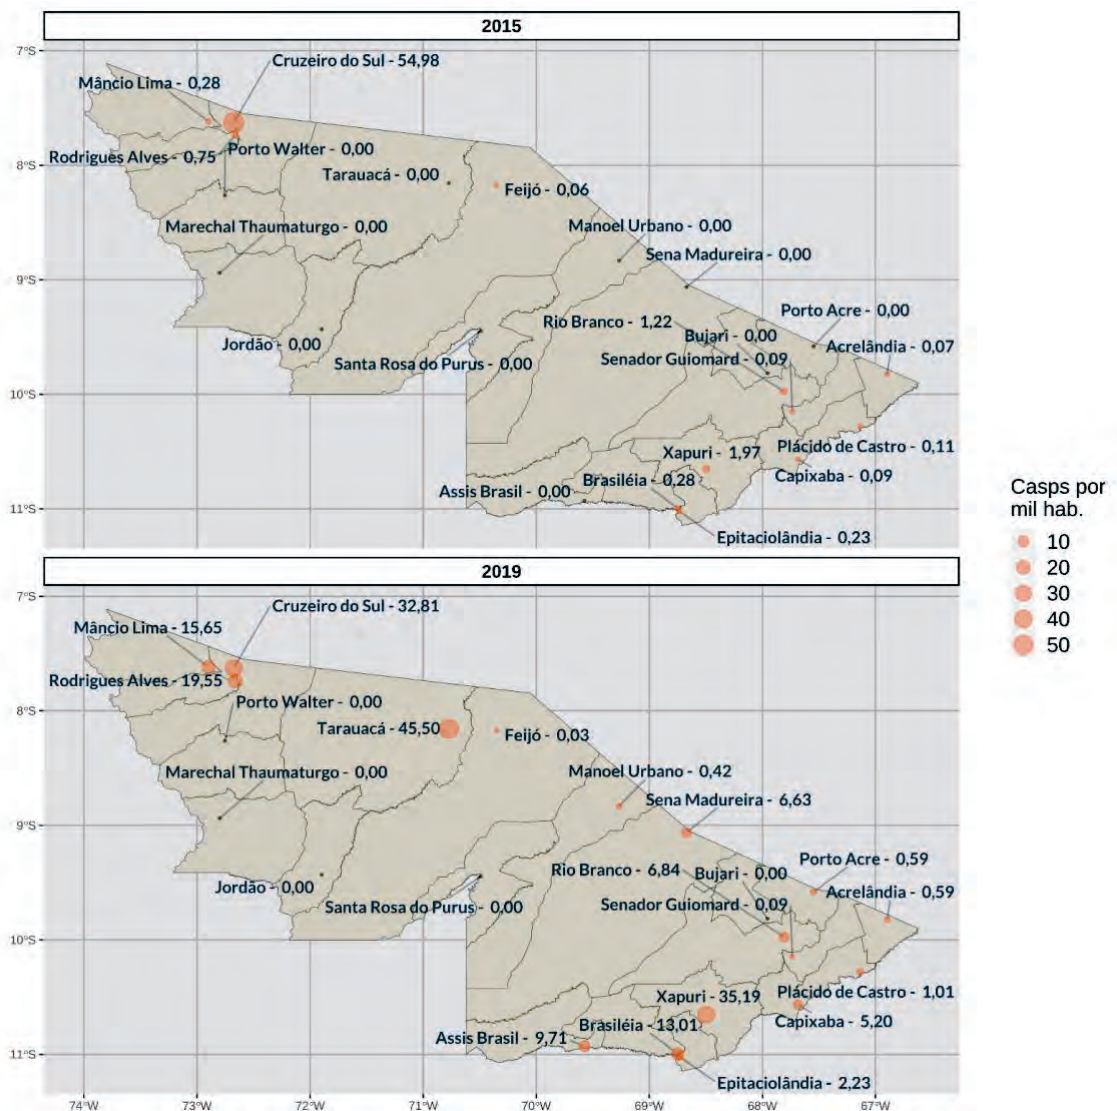 2015
7°S
Cruzeiro do Sul - 54,98
Mâncio Lima - 0,28
Porto Walter - 0,00
Rodrigues Alves - 0,75
8°S
Tarauacá - 0,00
Feijó - 0,06
Marechal Thaumaturgo - 0,00
Manoel Urbano - 0,00
Sena Madureira - 0,00
9°S
Porto Acre - 0,00
Rio Branco - 1,22
Bujari - 0,00
Jordão - 0,00
Acrelândia - 0,07
Santa Rosa do Purus - 0,00
Senador Guiomard - 0,09
10°S
Plácido de Castro - 0,11
Xapuri - 1,97
Capixaba - 0,09
Brasiléia - 0,28
Assis Brasil - 0,00
11°S
Epitaciolândia - 0,23
Casps por
mil hab.
10
20
30
40
50
2019
7°S
Cruzeiro do Sul - 32,81
Mâncio Lima - 15,65
Rodrigues Alves - 19,55
Porto Walter - 0,00
8°S
Tarauacá - 45,50
Feijó - 0,03
Marechal Thaumaturgo - 0,00
Manoel Urbano - 0,42
Sena Madureira - 6,63
9°S
Porto Acre - 0,59
Rio Branco - 6,84
Bujari - 0,00
Jordão - 0,00
Acrelândia - 0,59
Santa Rosa do Purus - 0,00
Senador Guiomard - 0,09
10°S
Xapuri - 35,19
Plácido de Castro - 1,01
Capixaba - 5,20
Brasiléia - 13,01
Assis Brasil - 9,71
11°S
Epitaciolândia - 2,23
74°W
73°W
72°W
71°W
70°W
69°W
68°W
67°W